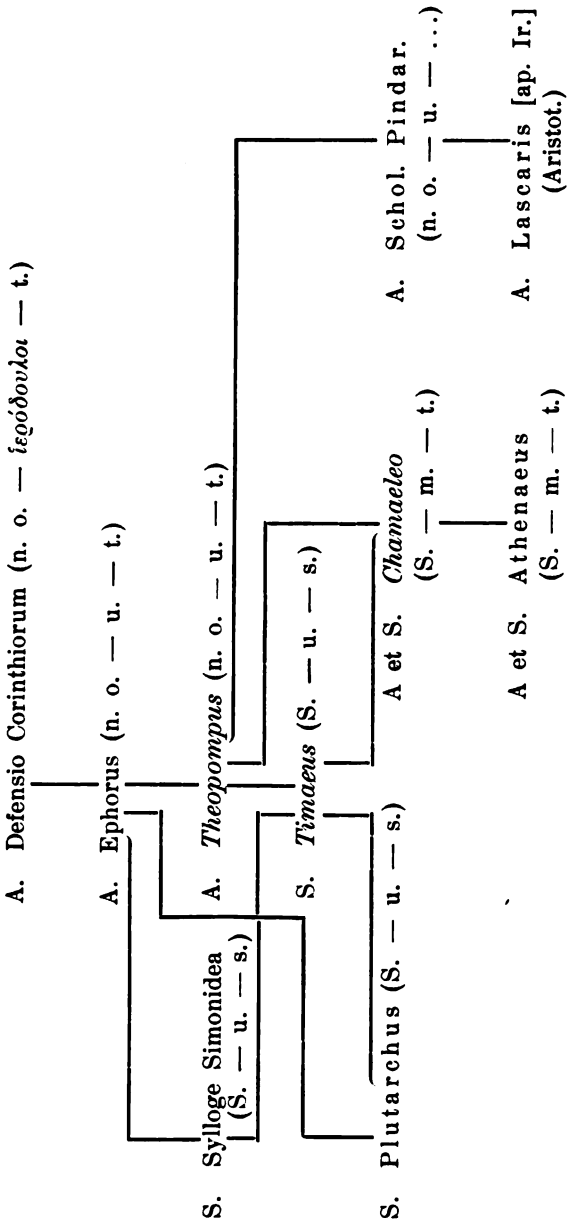 A. Defensio Corinthiorum (n. o. — ἱερόδουλοι — t.)
A. Ephorus (n. o. — u. — t.)
S. Sylloge Simonidea
(S. — u. — s.)
A. Theopompus (n. o. — u. — t.)
S. Timaeus (S. — u. — s.)
S. Plutarchus (S. — u. — s.)
A et S. Chamaeleo
(S. — m. — t.)
A. Schol. Pindar.
(n. o. — u. — ...)
A et S. Athenaeus
(S. — m. — t.)
A. Lascaris [ap. Ir.]
(Aristot.)